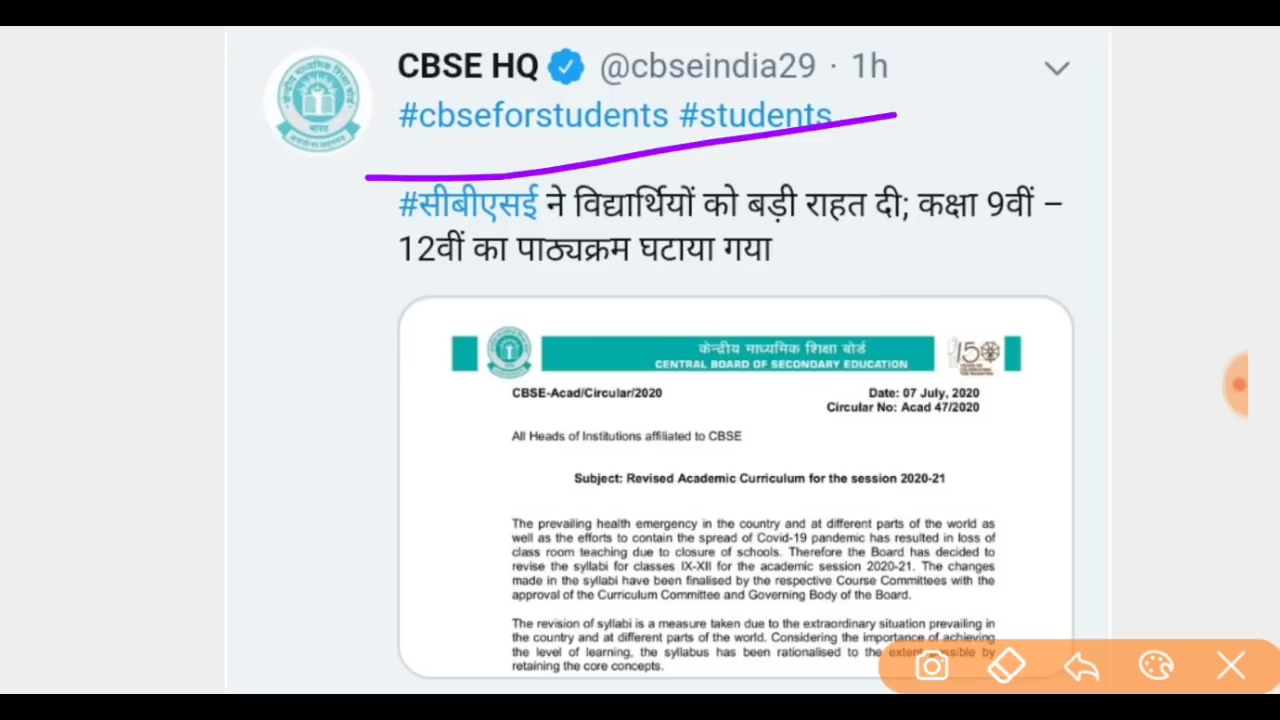 CBSE HQ @cbseindia29 · 1h
#cbseforstudents #students
#सीबीएसई ने विद्यार्थियों को बड़ी राहत दी; कक्षा 9वीं –
12वीं का पाठ्यक्रम घटाया गया
केन्द्रीय माध्यमिक शिक्षा बोर्ड
CENTRAL BOARD OF SECONDARY EDUCATION
150
CBSE-Acad/Circular/2020
Date: 07 July, 2020
Circular No: Acad 47/2020
All Heads of Institutions affiliated to CBSE
Subject: Revised Academic Curriculum for the session 2020-21
The prevailing health emergency in the country and at different parts of the world as
well as the efforts to contain the spread of Covid-19 pandemic has resulted in loss of
class room teaching due to closure of schools. Therefore the Board has decided to
revise the syllabi for classes IX-XII for the academic session 2020-21. The changes
made in the syllabi have been finalised by the respective Course Committees with the
approval of the Curriculum Committee and Governing Body of the Board.
The revision of syllabi is a measure taken due to the extraordinary situation prevailing in
the country and at different parts of the world. Considering the importance of achieving
the level of learning, the syllabus has been rationalised to the extent possible by
retaining the core concepts.